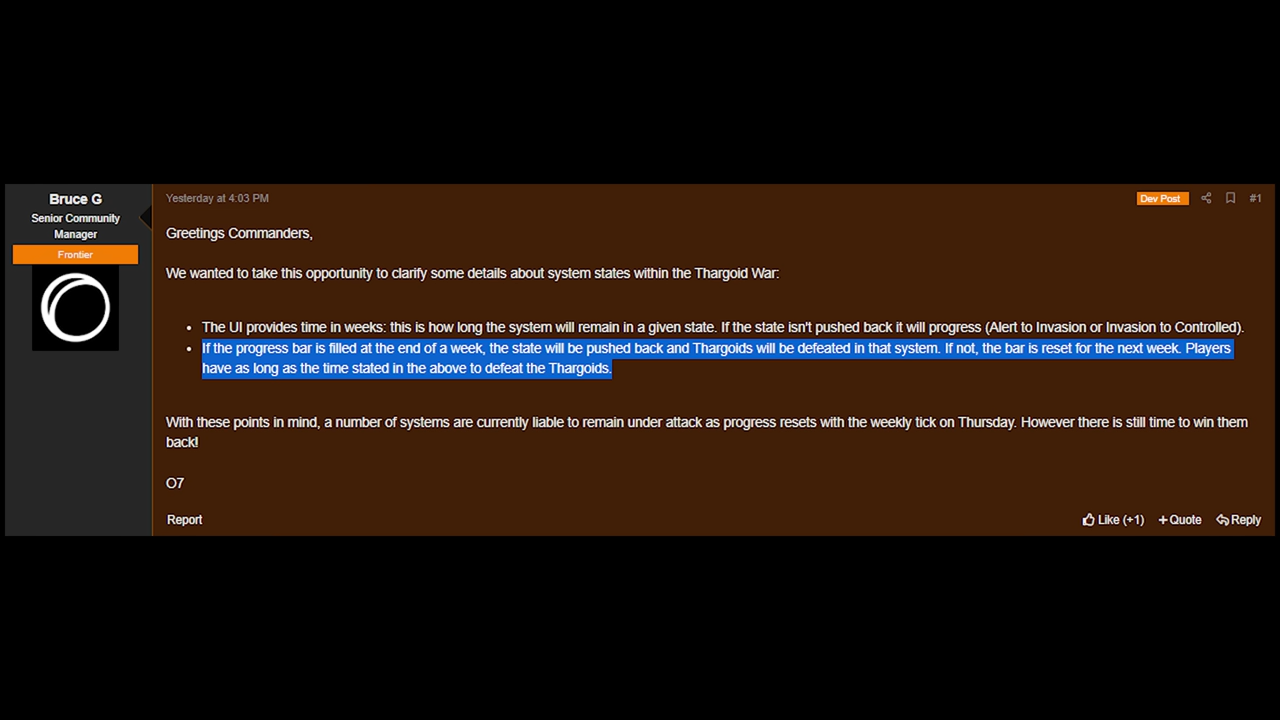 Bruce G
Senior Community
Manager
Frontier
Yesterday at 4:03 PM
Dev Post
#1
Greetings Commanders,
We wanted to take this opportunity to clarify some details about system states within the Thargoid War:
• The UI provides time in weeks: this is how long the system will remain in a given state. If the state isn't pushed back it will progress (Alert to Invasion or Invasion to Controlled).
• If the progress bar is filled at the end of a week, the state will be pushed back and Thargoids will be defeated in that system. If not, the bar is reset for the next week. Players
have as long as the time stated in the above to defeat the Thargoids.
With these points in mind, a number of systems are currently liable to remain under attack as progress resets with the weekly tick on Thursday. However there is still time to win them
back!
O7
Report
Like (+1)
+ Quote
Reply